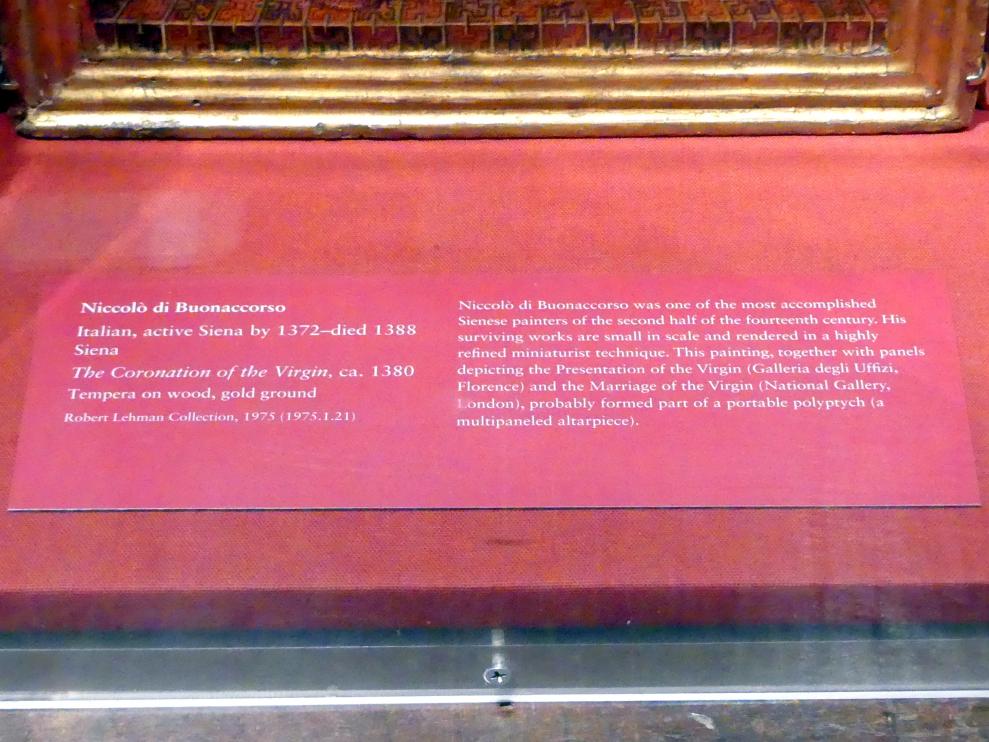 Niccolò di Buonaccorso
Italian, active Siena by 1372–died 1388
Siena
The Coronation of the Virgin, ca. 1380
Tempera on wood, gold ground
Robert Lehman Collection, 1975 (1975.1.21)
Niccolò di Buonaccorso was one of the most accomplished
Sienese painters of the second half of the fourteenth century. His
surviving works are small in scale and rendered in a highly
refined miniaturist technique. This painting, together with panels
depicting the Presentation of the Virgin (Galleria degli Uffizi,
Florence) and the Marriage of the Virgin (National Gallery,
London), probably formed part of a portable polyptych (a
multipaneled altarpiece).